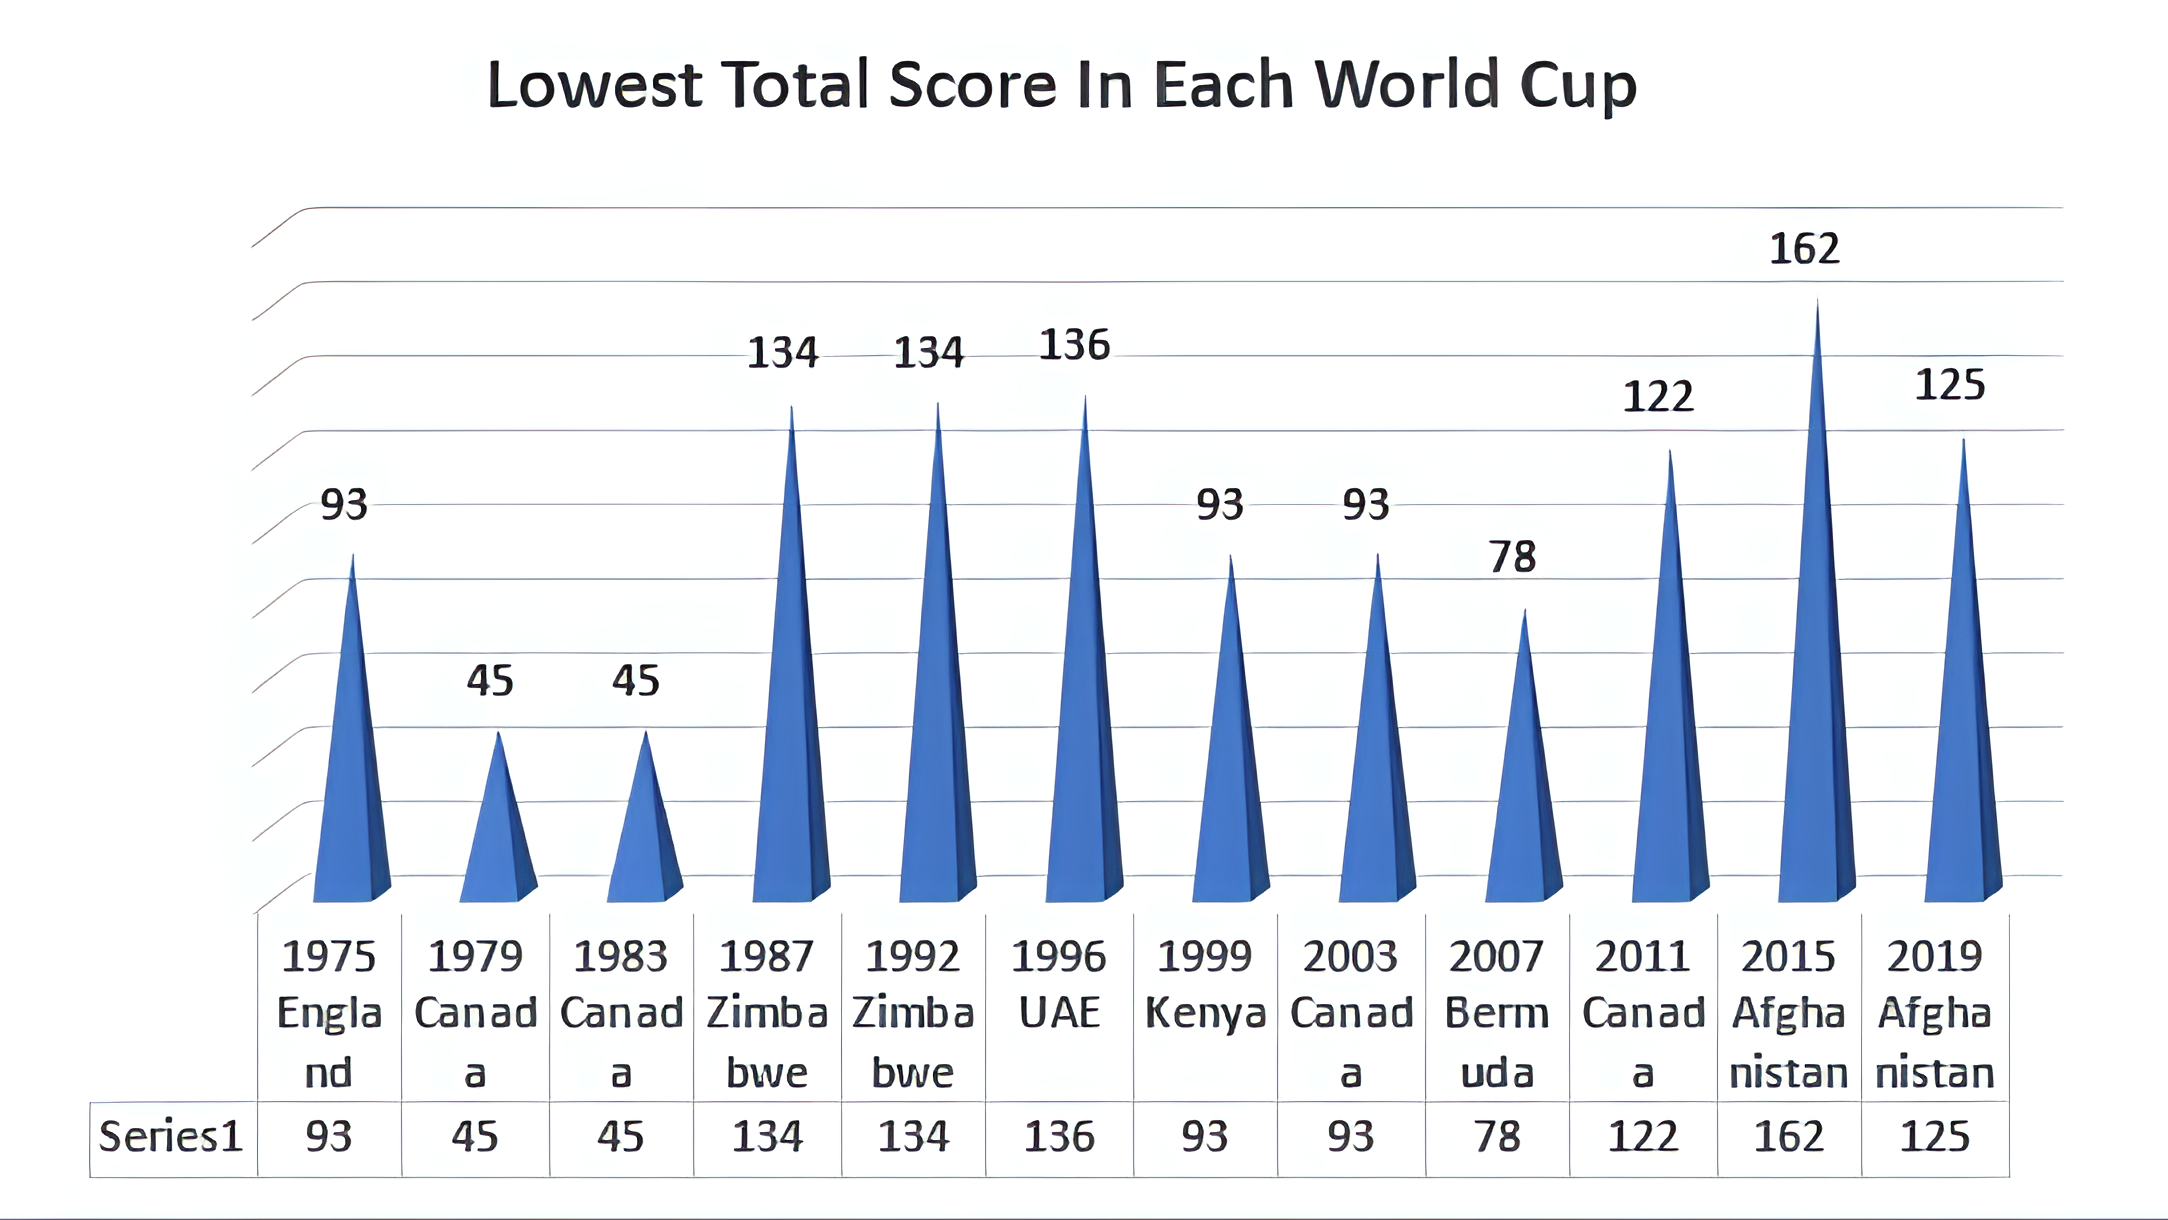 Lowest Total Score In Each World Cup
162
134 134 136
122 125
93 93 93
78
45 45
1975 1979 1983 1987 1992 1996 1999 2003 2007 2011 2015 2019
Engla Canad Canad Zimba Zimba UAE Kenya Canad Berm Canad Afgha Afgha
nd a a bwe bwe a uda a nistan nistan
Series1 93 45 45 134 134 136 93 93 78 122 162 125